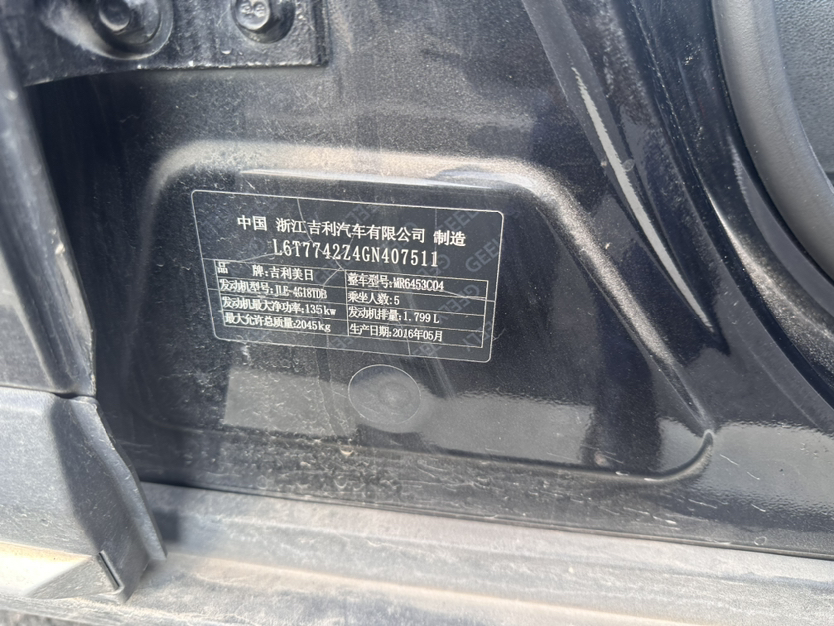 中国 浙江吉利汽车有限公司 制造
L6T7742Z4GN407511
品 牌:吉利美日 整车型号:MR6453C04
发动机型号:JLE-4G18TDB 乘坐人数:5
发动机最大净功率:135kw 发动机排量:1.799L
最大允许总质量:2045kg 生产日期:2016年05月